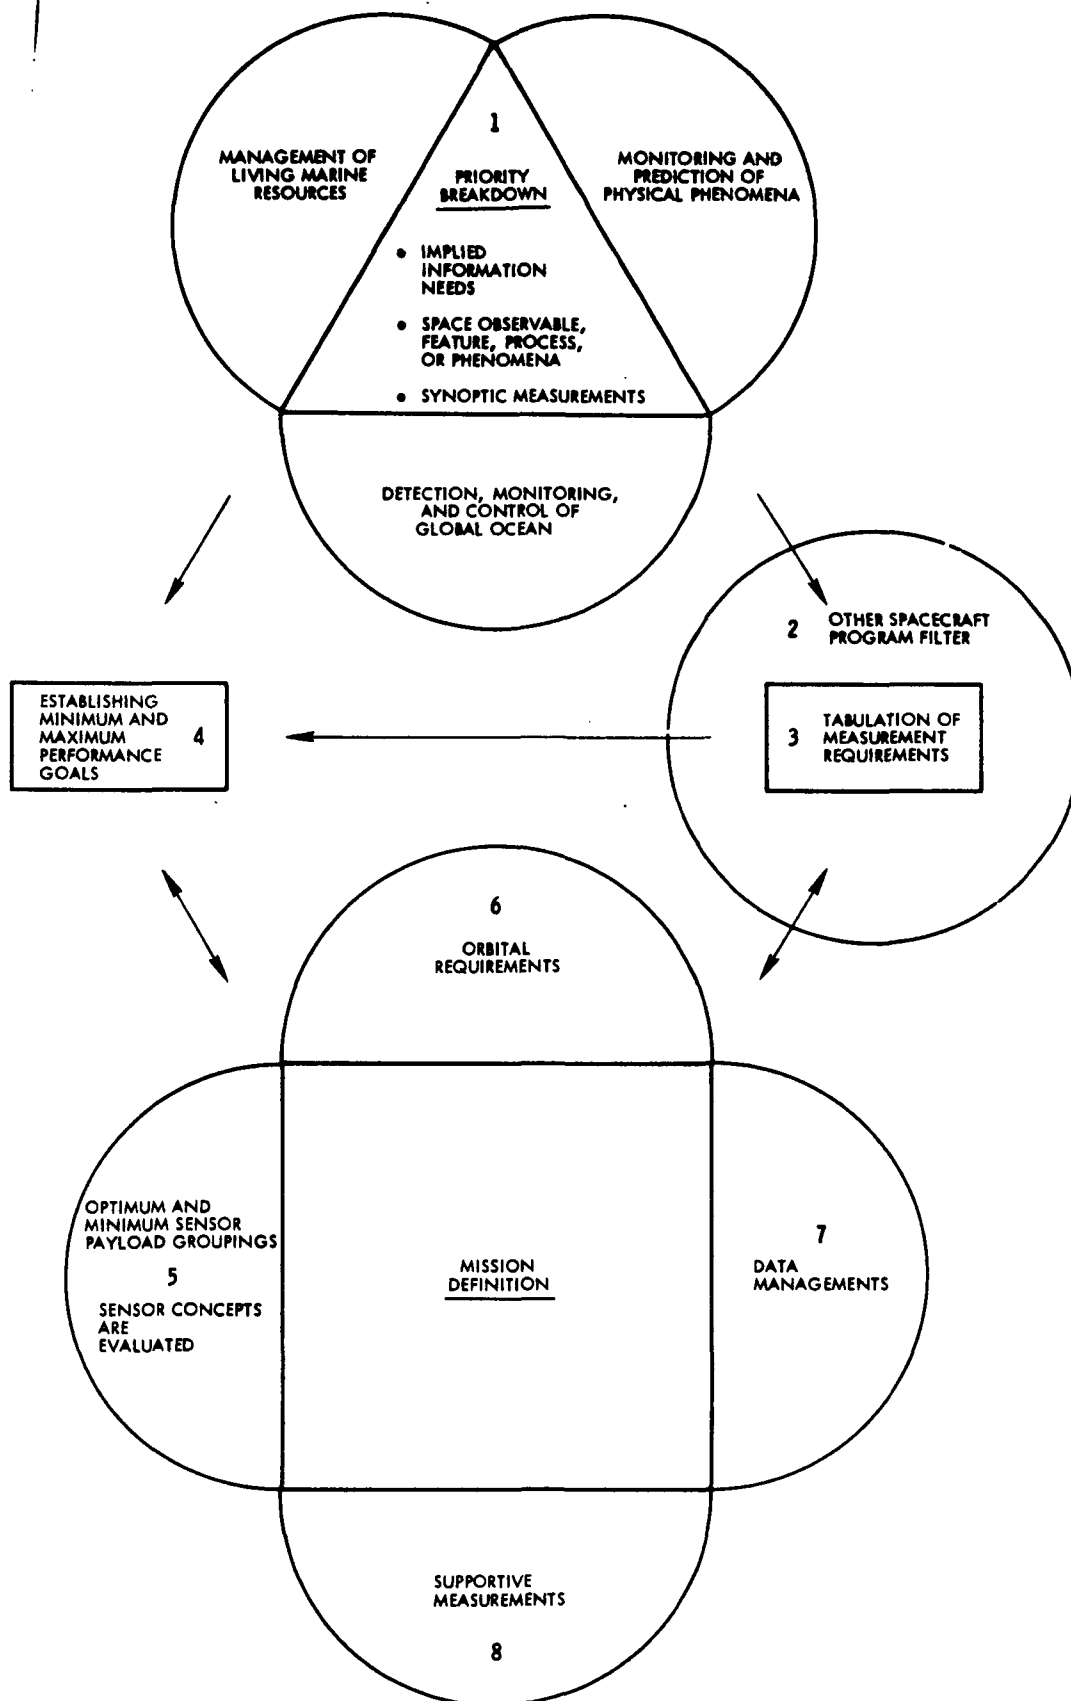 MANAGEMENT OF
LIVING MARINE
RESOURCES
1
PRIORITY
BREAKDOWN
• IMPLIED
INFORMATION
NEEDS
• SPACE OBSERVABLE,
FEATURE, PROCESS,
OR PHENOMENA
• SYNOPTIC MEASUREMENTS
MONITORING AND
PREDICTION OF
PHYSICAL PHENOMENA
DETECTION, MONITORING,
AND CONTROL OF
GLOBAL OCEAN
2 OTHER SPACECRAFT
PROGRAM FILTER
3
TABULATION OF
MEASUREMENT
REQUIREMENTS
ESTABLISHING
MINIMUM AND
MAXIMUM
PERFORMANCE
GOALS
4
6
ORBITAL
REQUIREMENTS
OPTIMUM AND
MINIMUM SENSOR
PAYLOAD GROUPINGS
5
SENSOR CONCEPTS
ARE
EVALUATED
MISSION
DEFINITION
7
DATA
MANAGEMENTS
SUPPORTIVE
MEASUREMENTS
8